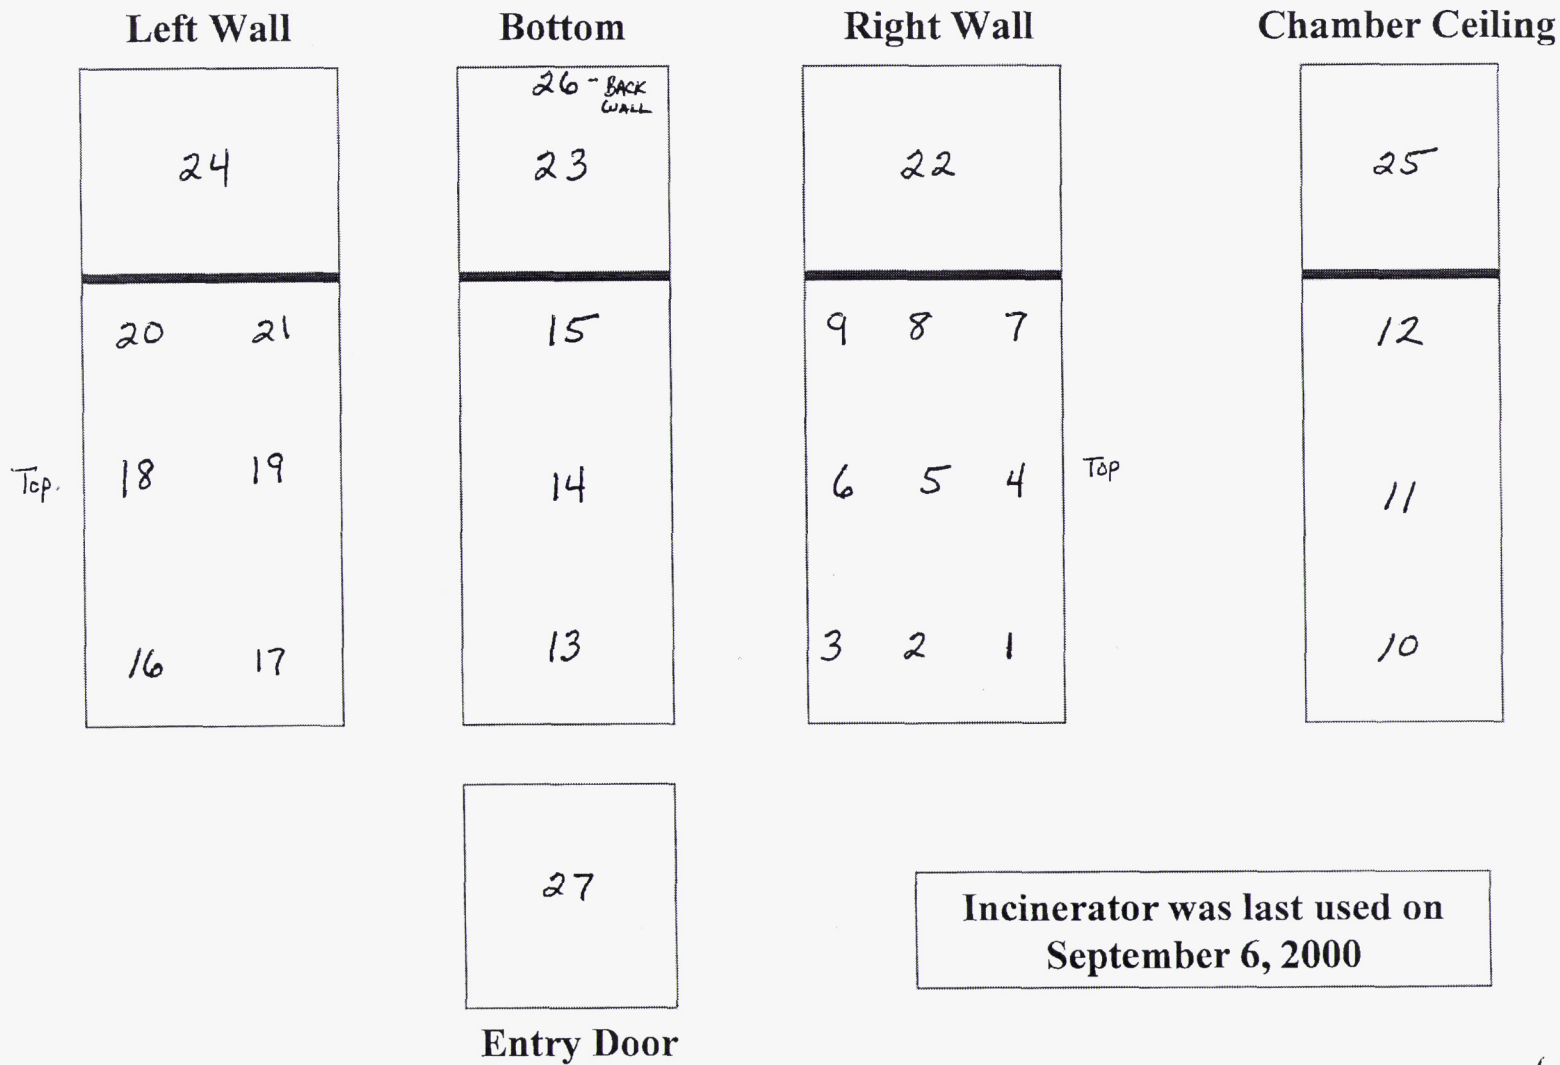 Left Wall Bottom Right Wall Chamber Ceiling
26 - BACK
WALL
24 23 22 25
20 21 15 9 8 7 12
Top. 18 19 14 6 5 4 Top 11
16 17 13 3 2 1 10
27
Incinerator was last used on
September 6, 2000
Entry Door